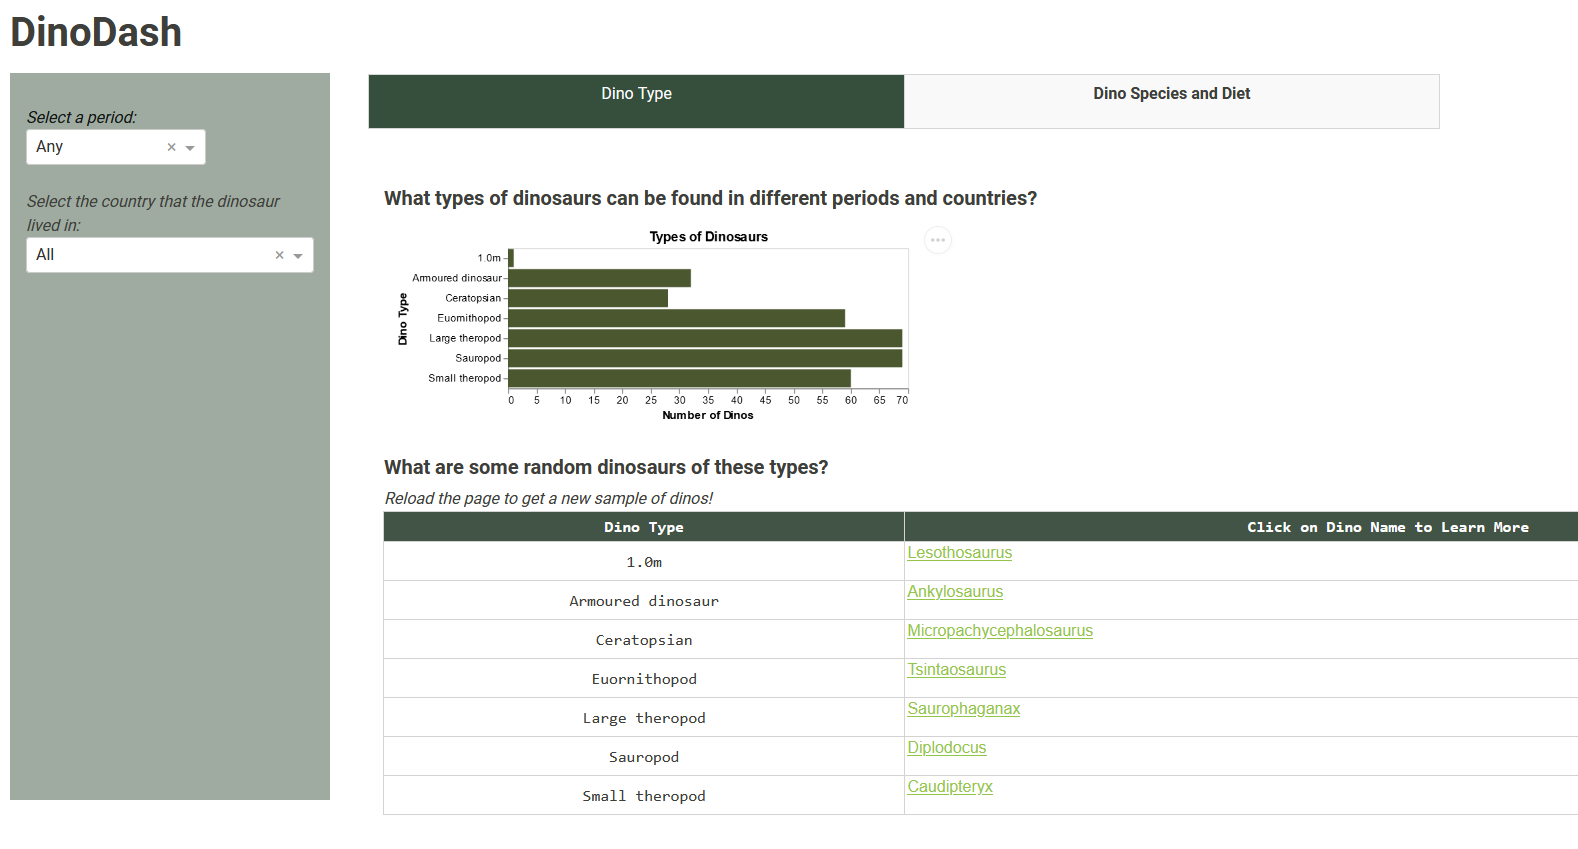 DinoDash
Select a period:
Any
Select the country that the dinosaur
lived in:
All
Dino Type
Dino Species and Diet
What types of dinosaurs can be found in different periods and countries?
Types of Dinosaurs
Dino Type
1.0m
Armoured dinosaur
Ceratopsian
Euornithopod
Large theropod
Sauropod
Small theropod
0 5 10 15 20 25 30 35 40 45 50 55 60 65 70
Number of Dinos
What are some random dinosaurs of these types?
Reload the page to get a new sample of dinos!
Dino Type Click on Dino Name to Learn More
1.0m Lesothosaurus
Armoured dinosaur Ankylosaurus
Ceratopsian Micropachycephalosaurus
Euornithopod Tsintaosaurus
Large theropod Saurophaganax
Sauropod Diplodocus
Small theropod Caudipteryx